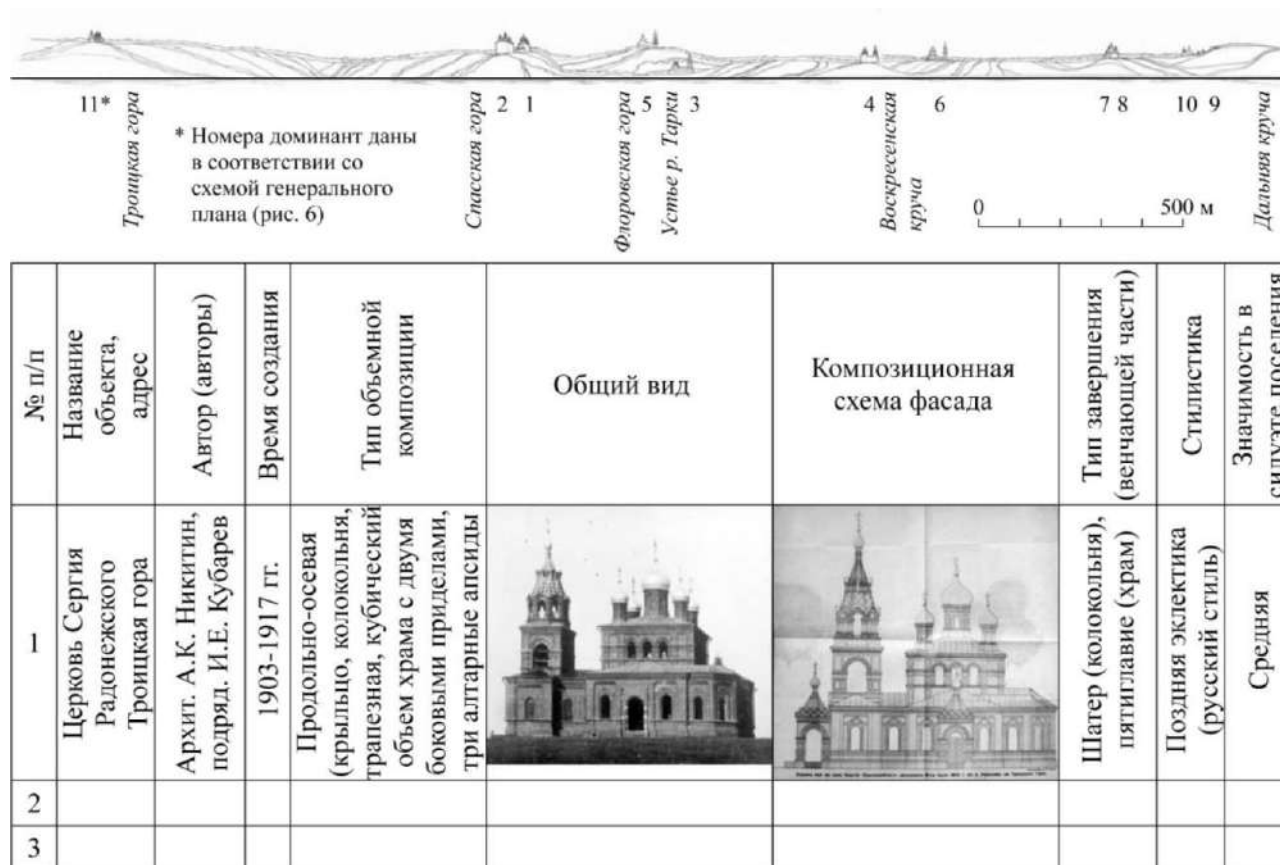 11*
2
1
5
3
4
6
7 8
10 9
Троицкая гора
Спасская гора
Флоровская гора
Устье р. Тарки
Воскресенская
круча
Дальняя круча
* Номера доминант даны
в соответствии со
схемой генерального
плана (рис. 6)
0
500 м
№ п/п
Название
объекта,
адрес
Автор (авторы)
Время создания
Тип объемной
композиции
Общий вид
Композиционная
схема фасада
Тип завершения
(венчающей части)
Стилистика
Значимость в
силуэте поселения
1
Церковь Сергия
Радонежского
Троицкая гора
Архит. А.К. Никитин,
подряд. И.Е. Кубарев
1903-1917 гг.
Продольно-осевая
(крыльцо, колокольня,
трапезная, кубический
объем храма с двумя
боковыми приделами,
три алтарные апсиды
Шатер (колокольня),
пятиглавие (храм)
Поздняя эклектика
(русский стиль)
Средняя
2
3